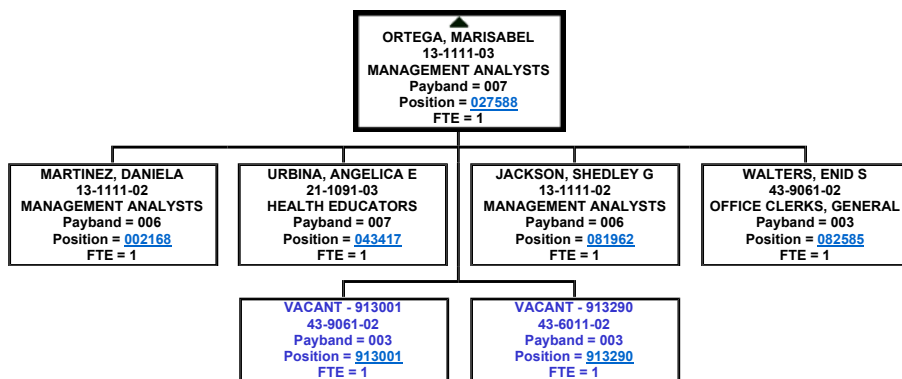 ORTEGA, MARISABEL
13-1111-03
MANAGEMENT ANALYSTS
Payband = 007
Position = 027588
FTE = 1
MARTINEZ, DANIELA
13-1111-02
MANAGEMENT ANALYSTS
Payband = 006
Position = 002168
FTE = 1
URBINA, ANGELICA E
21-1091-03
HEALTH EDUCATORS
Payband = 007
Position = 043417
FTE = 1
JACKSON, SHEDLEY G
13-1111-02
MANAGEMENT ANALYSTS
Payband = 006
Position = 081962
FTE = 1
WALTERS, ENID S
43-9061-02
OFFICE CLERKS, GENERAL
Payband = 003
Position = 082585
FTE = 1
VACANT - 913001
43-9061-02
Payband = 003
Position = 913001
FTE = 1
VACANT - 913290
43-6011-02
Payband = 003
Position = 913290
FTE = 1